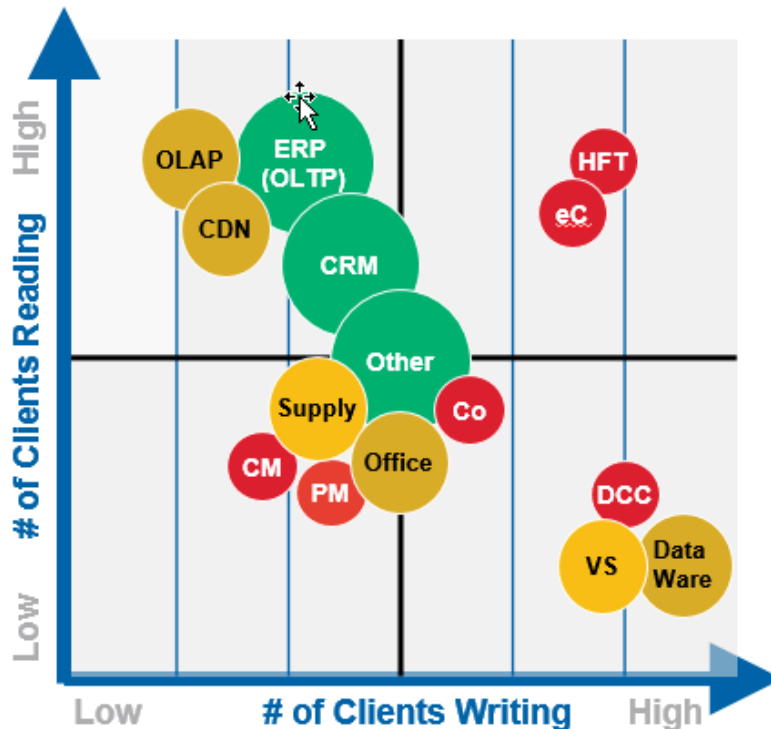 High
# of Clients Reading
Low
OLAP
ERP
(OLTP)
HFT
CDN
eC
CRM
Other
Supply
Co
CM
PM
Office
DCC
VS
Data
Ware
Low
# of Clients Writing
High